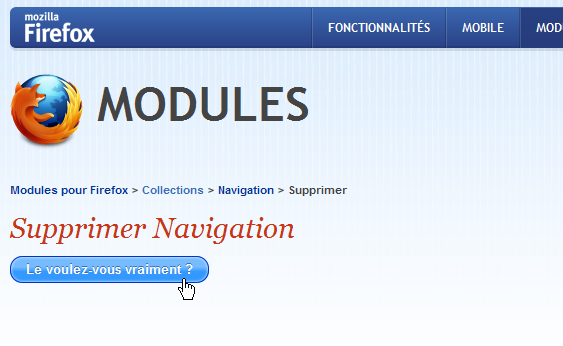 mozilla
Firefox
FONCTIONNALITÉS
MOBILE
MOD
MODULES
Modules pour Firefox > Collections > Navigation > Supprimer
Supprimer Navigation
Le voulez-vous vraiment ?